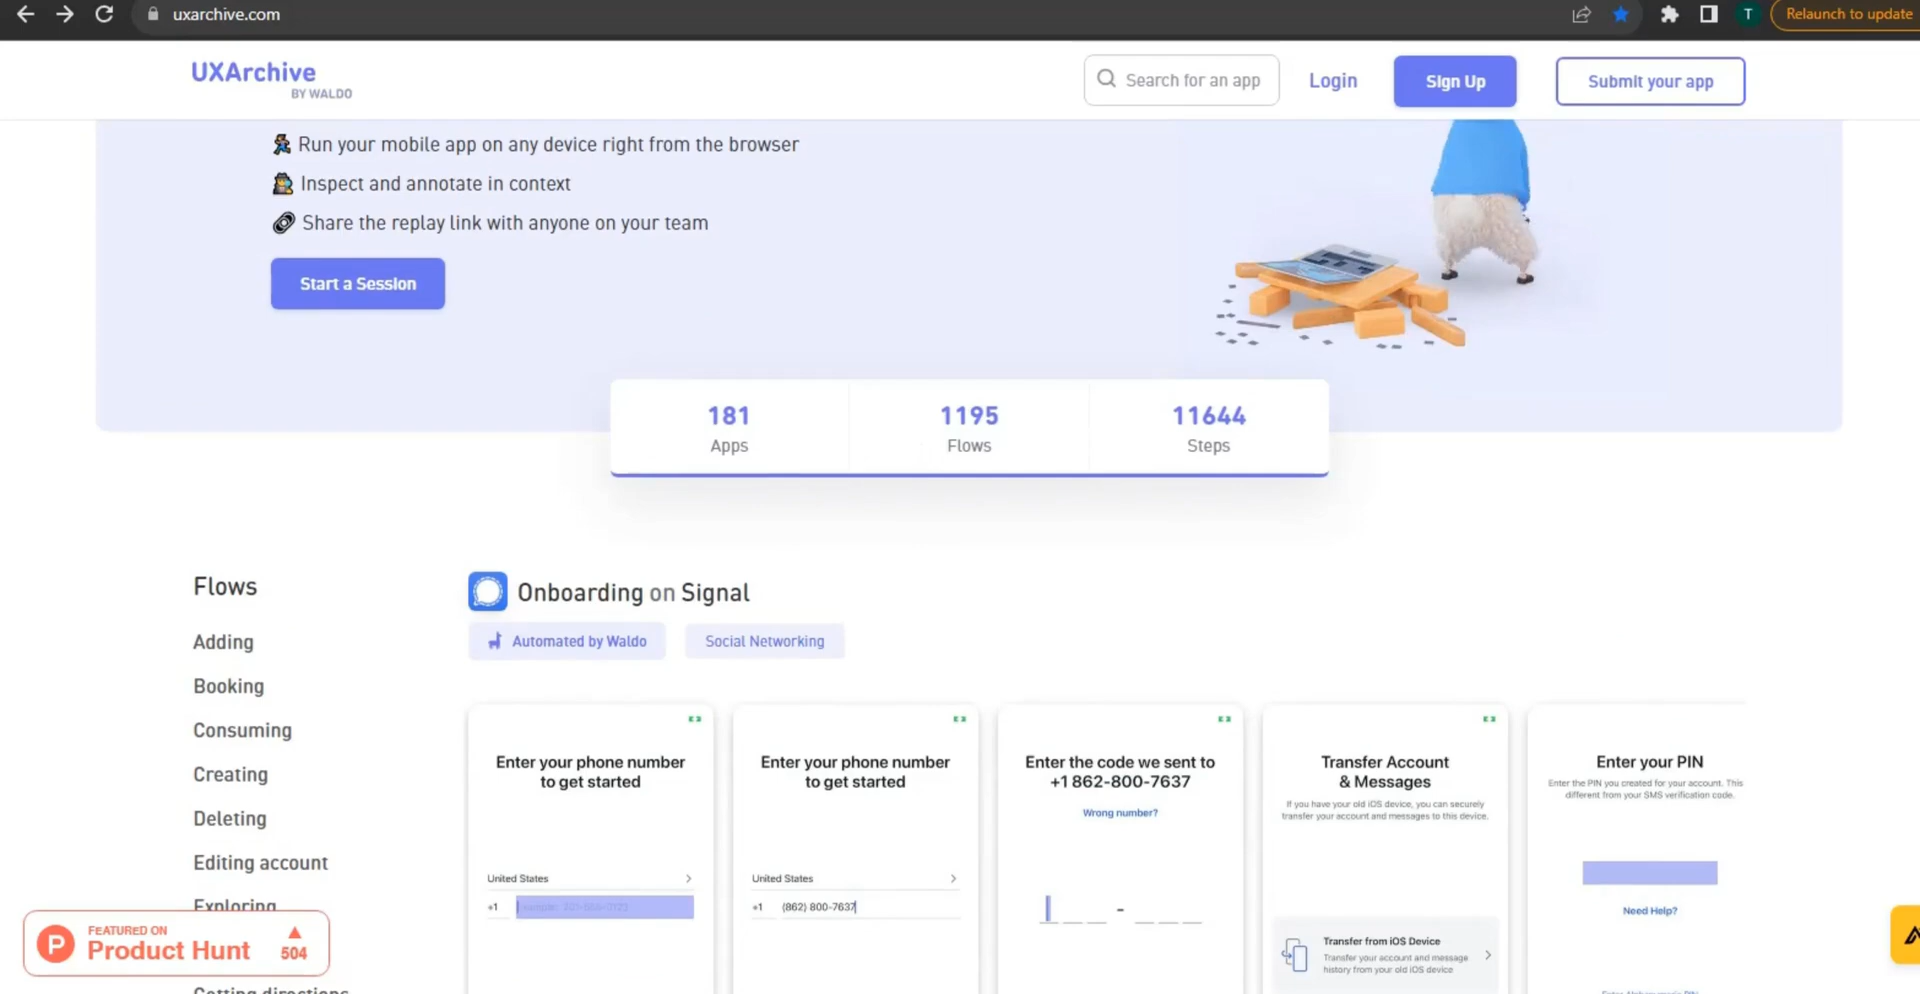 uxarchive.com
T
Relaunch to update
UXArchive
BY WALDO
Search for an app
Login
Sign Up
Submit your app
Run your mobile app on any device right from the browser
Inspect and annotate in context
Share the replay link with anyone on your team
Start a Session
181
Apps
1195
Flows
11644
Steps
Flows
Adding
Booking
Consuming
Creating
Deleting
Editing account
Exploring
Getting directions
Onboarding on Signal
Automated by Waldo
Social Networking
Enter your phone number
to get started
United States
+1
Enter your phone number
to get started
United States
+1 (862) 800-7637
Enter the code we sent to
+1 862-800-7637
Wrong number?
-
Transfer Account
& Messages
If you have your old iOS device, you can securely
transfer your account and messages to this device.
Transfer from iOS Device
Transfer your account and message
history from your old iOS device
Enter your PIN
Enter the PIN you created for your account. This
different from your SMS verification code.
Need Help?
P
FEATURED ON
Product Hunt
504